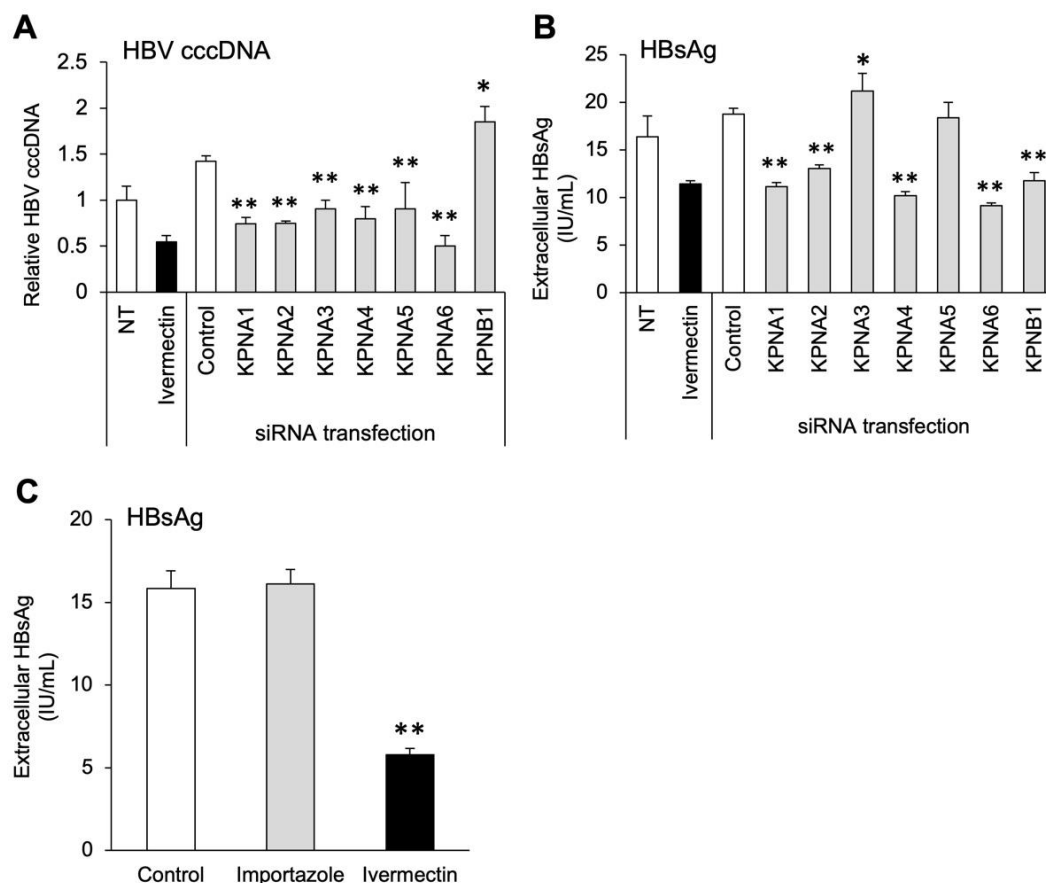 A
HBV cccDNA
Relative HBV cccDNA
2.5
2
1.5
1
0.5
0
**
**
**
**
**
**
*
NT
Ivermectin
Control
KPNA1
KPNA2
KPNA3
KPNA4
KPNA5
KPNA6
KPNB1
siRNA transfection
B
HBsAg
Extracellular HBsAg
(IU/mL)
25
20
15
10
5
0
**
**
*
**
**
**
NT
Ivermectin
Control
KPNA1
KPNA2
KPNA3
KPNA4
KPNA5
KPNA6
KPNB1
siRNA transfection
C
HBsAg
Extracellular HBsAg
(IU/mL)
20
15
10
5
0
**
Control Importazole Ivermectin